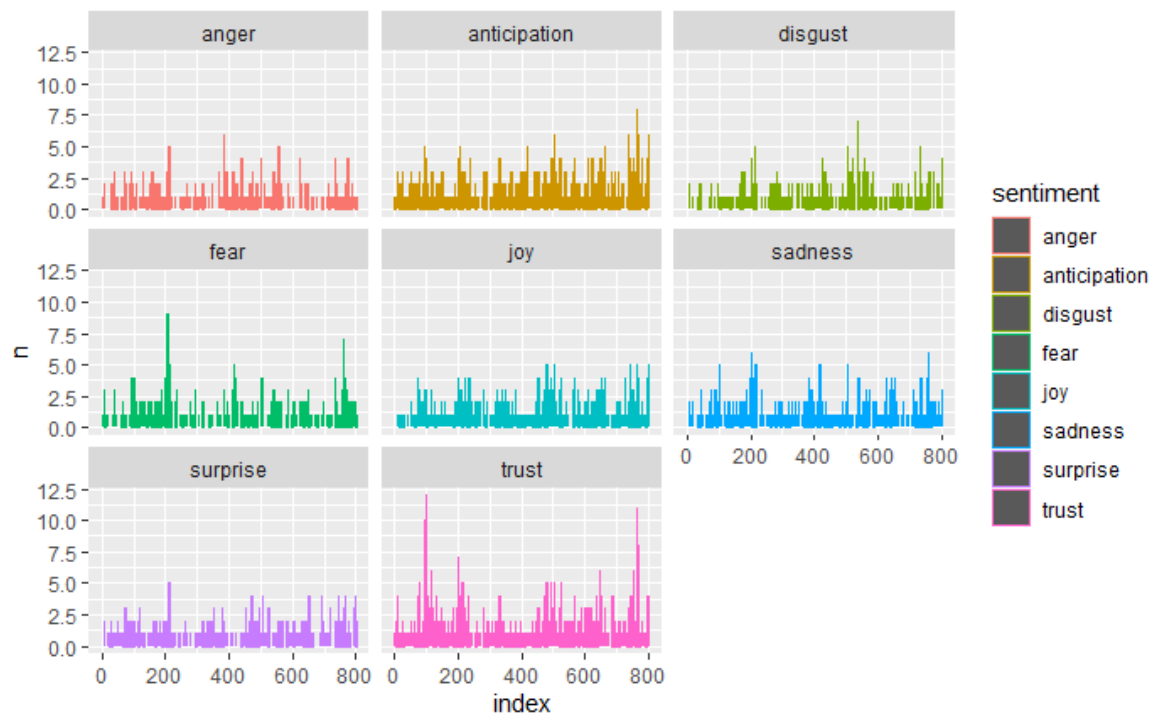 anger anticipation disgust
12.5
10.0
7.5
5.0
2.5
0.0
fear joy sadness
12.5
10.0
7.5
5.0
2.5
0.0
0 200 400 600 800
surprise trust
12.5
10.0
7.5
5.0
2.5
0.0
0 200 400 600 800 0 200 400 600 800
index
n
sentiment
anger
anticipation
disgust
fear
joy
sadness
surprise
trust